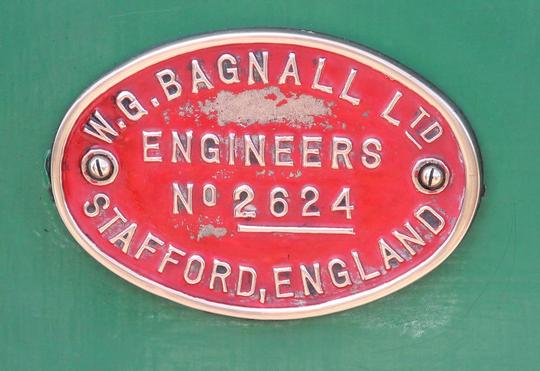 W.G.BAGNALL LTD
ENGINEERS
No 2624
STAFFORD, ENGLAND